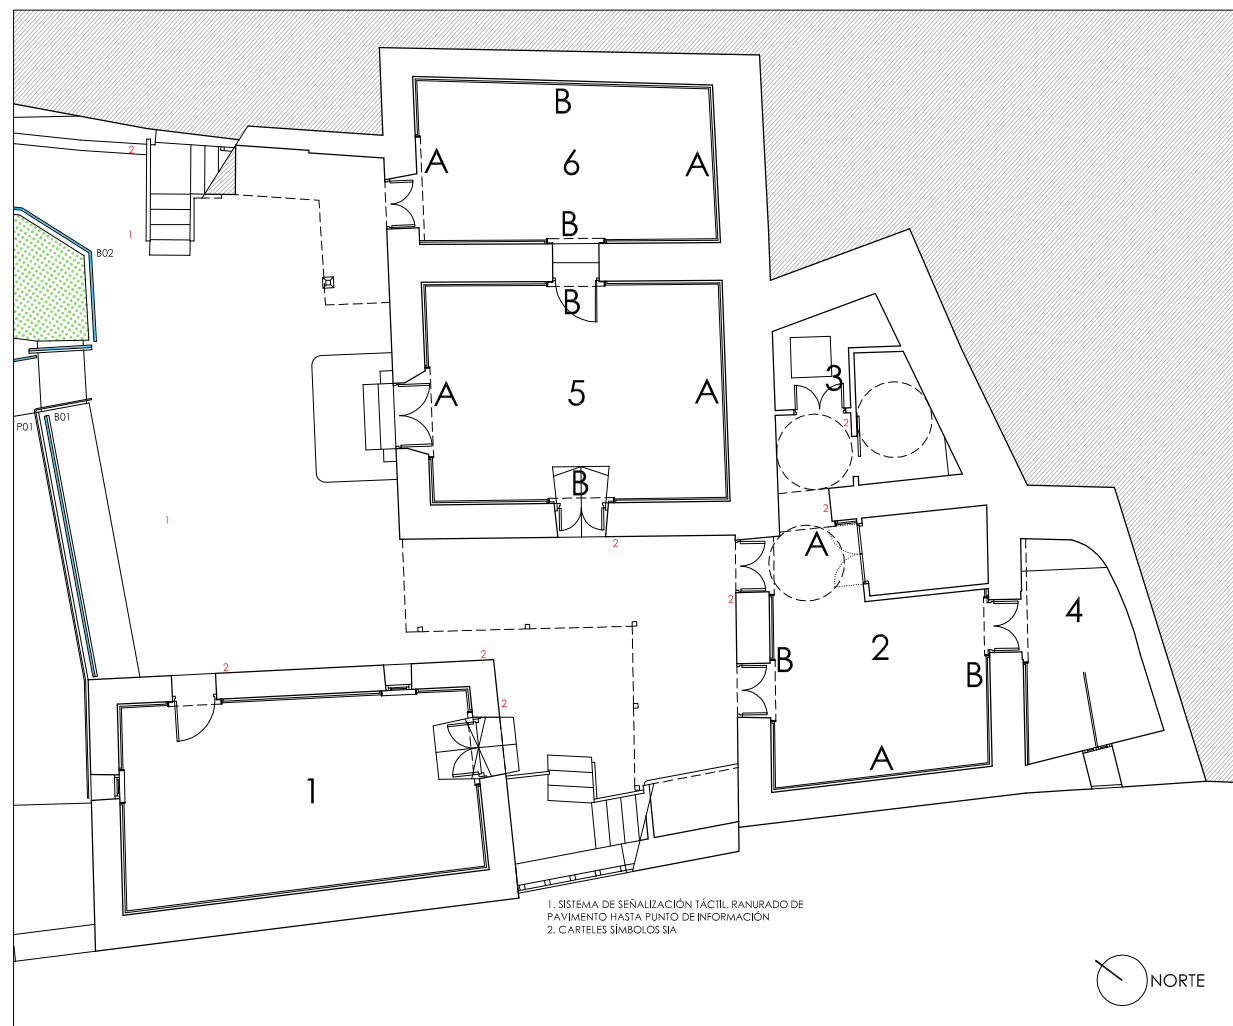 B
2
A
6
A
B
1
B02
B
3
A
5
A
2
P01
B01
B
2
1
2
A
2
4
2
2
2
B
B
2
A
1
1. SISTEMA DE SEÑALIZACIÓN TÁCTIL. RANURADO DE
PAVIMENTO HASTA PUNTO DE INFORMACIÓN
2. CARTELES SÍMBOLOS SIA
NORTE